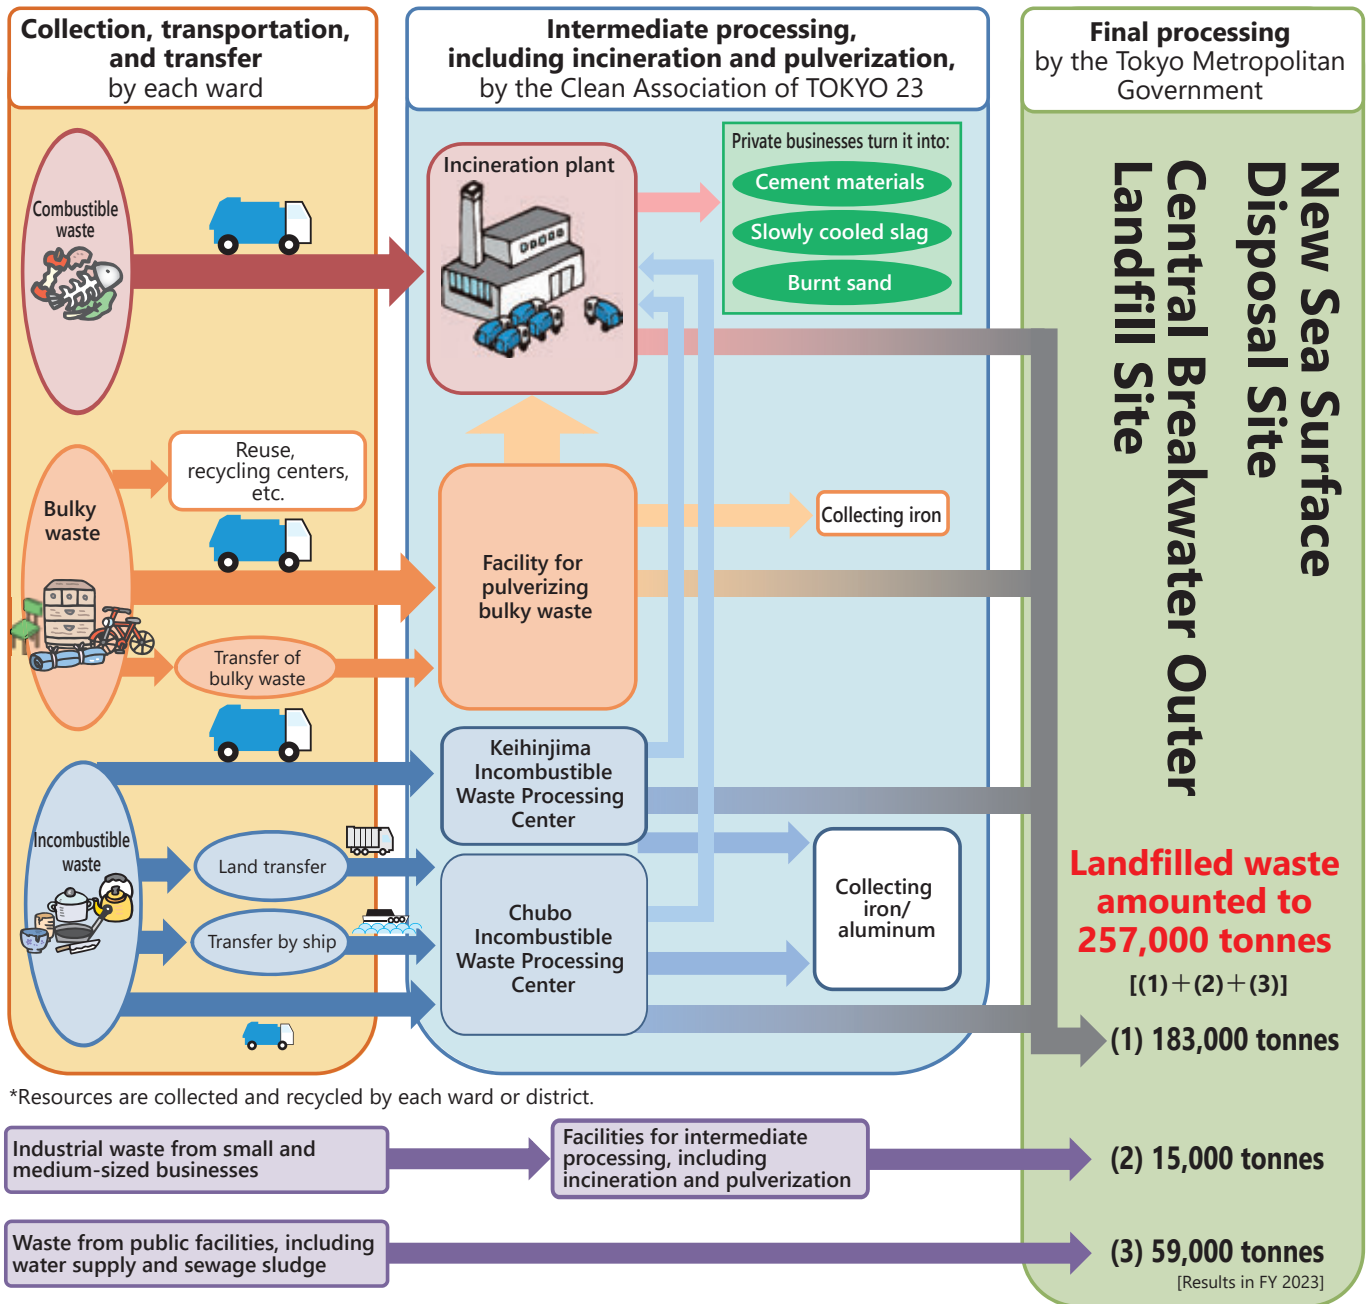 Collection, transportation,
and transfer
by each ward
Combustible
waste
Bulky
waste
Reuse,
recycling centers,
etc.
Transfer of
bulky waste
Incombustible
waste
Land transfer
Transfer by ship
Intermediate processing,
including incineration and pulverization,
by the Clean Association of TOKYO 23
Incineration plant
Private businesses turn it into:
Cement materials
Slowly cooled slag
Burnt sand
Facility for
pulverizing
bulky waste
Collecting iron
Keihinjima
Incombustible
Waste Processing
Center
Chubo
Incombustible
Waste Processing
Center
Collecting
iron/
aluminum
Final processing
by the Tokyo Metropolitan
Government
New Sea Surface
Disposal Site
Central Breakwater Outer
Landfill Site
Landfilled waste
amounted to
257,000 tonnes
[(1)+(2)+(3)]
(1) 183,000 tonnes
*Resources are collected and recycled by each ward or district.
Industrial waste from small and
medium-sized businesses
Facilities for intermediate
processing, including
incineration and pulverization
(2) 15,000 tonnes
Waste from public facilities, including
water supply and sewage sludge
(3) 59,000 tonnes
[Results in FY 2023]